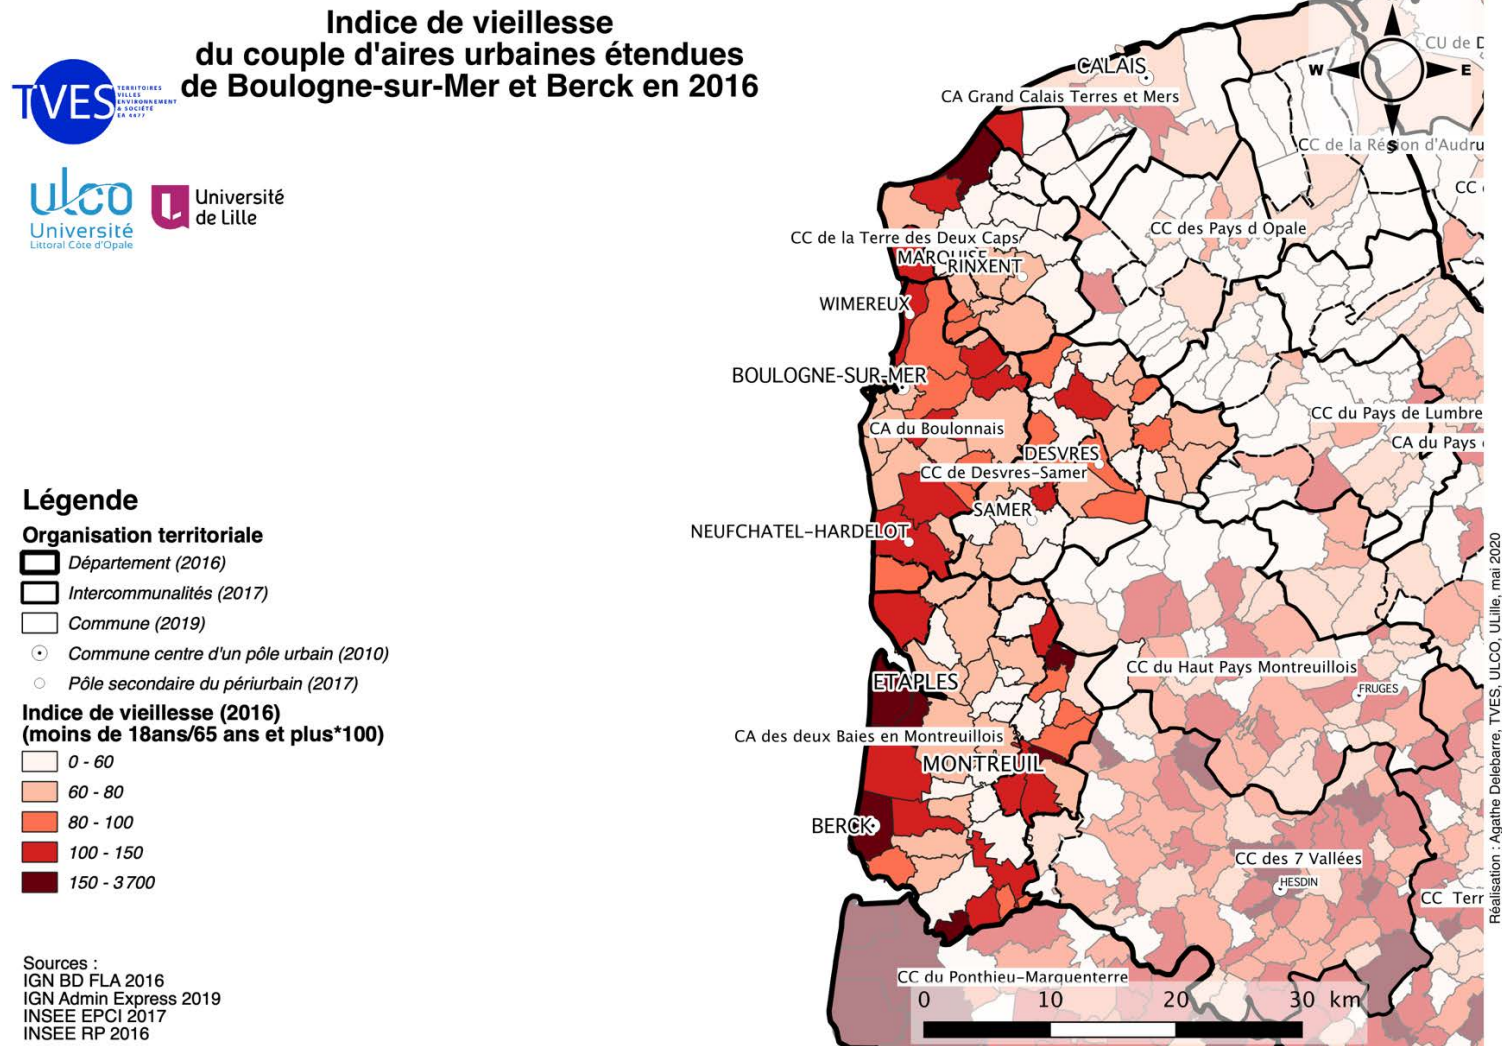 Indice de vieillesse
du couple d'aires urbaines étendues
de Boulogne-sur-Mer et Berck en 2016
TVES
TERRITOIRES
VILLES
ENVIRONNEMENT
& SOCIÉTÉ
EA 4477
ulco
Université
Littoral Côte d'Opale
Université
de Lille
CALAIS
CU de D
W
E
S
CA Grand Calais Terres et Mers
CC de la Région d'Audru
CC
CC des Pays d Opale
CC de la Terre des Deux Caps
MARQUISE
RINXENT
WIMEREUX
BOULOGNE-SUR-MER
CC du Pays de Lumbre
CA du Boulonnais
CA du Pays
DESVRES
CC de Desvres-Samer
SAMER
NEUFCHATEL-HARDELOT
CC du Haut Pays Montreuillois
ETAPLES
FRUGES
CA des deux Baies en Montreuillois
MONTREUIL
BERCK
CC des 7 Vallées
HESDIN
CC Terr
CC du Ponthieu-Marquenterre
0 10 20 30 km
Légende
Organisation territoriale
Département (2016)
Intercommunalités (2017)
Commune (2019)
Commune centre d'un pôle urbain (2010)
Pôle secondaire du périurbain (2017)
Indice de vieillesse (2016)
(moins de 18ans/65 ans et plus*100)
0 - 60
60 - 80
80 - 100
100 - 150
150 - 3700
Sources :
IGN BD FLA 2016
IGN Admin Express 2019
INSEE EPCI 2017
INSEE RP 2016
Réalisation : Agathe Delebarre, TVES, ULCO, ULille, mai 2020